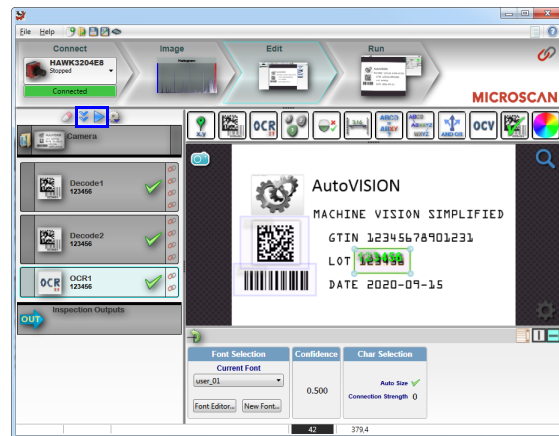 File Help
Connect
Image
Edit
Run
HAWK3204E8
Stopped
Connected
MICROSCAN
Camera
Decode1
123456
Decode2
123456
OCR1
123456
OUT
Inspection Outputs
X,Y
OCR
ABCD
OCV
AutoVISION
MACHINE VISION SIMPLIFIED
GTIN 12345678901231
LOT 123456
DATE 2020-09-15
Font Selection
Current Font
user_01
Font Editor...
New Font...
Confidence
0.500
Char Selection
Auto Size
Connection Strength 0
42
379,4